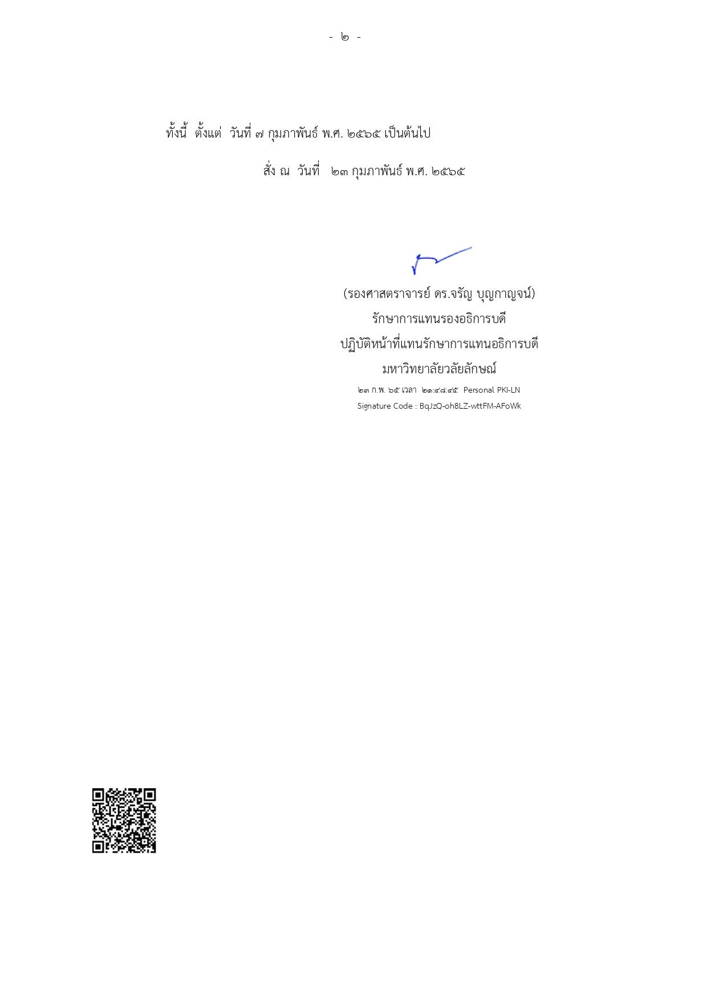 - ๒ -
ทั้งนี้ ตั้งแต่ วันที่ ๗ กุมภาพันธ์ พ.ศ. ๒๕๖๕ เป็นต้นไป
สั่ง ณ วันที่ ๒๓ กุมภาพันธ์ พ.ศ. ๒๕๖๕
(รองศาสตราจารย์ ดร.จรัญ บุญกาญจน์)
รักษาการแทนรองอธิการบดี
ปฏิบัติหน้าที่แทนรักษาการแทนอธิการบดี
มหาวิทยาลัยวลัยลักษณ์
๒๓ ก.พ. ๖๕ เวลา ๒๑:๔๘:๔๕ Personal PKI-LN
Signature Code : BqJzQ-oh8LZ-wttFM-AFoWk